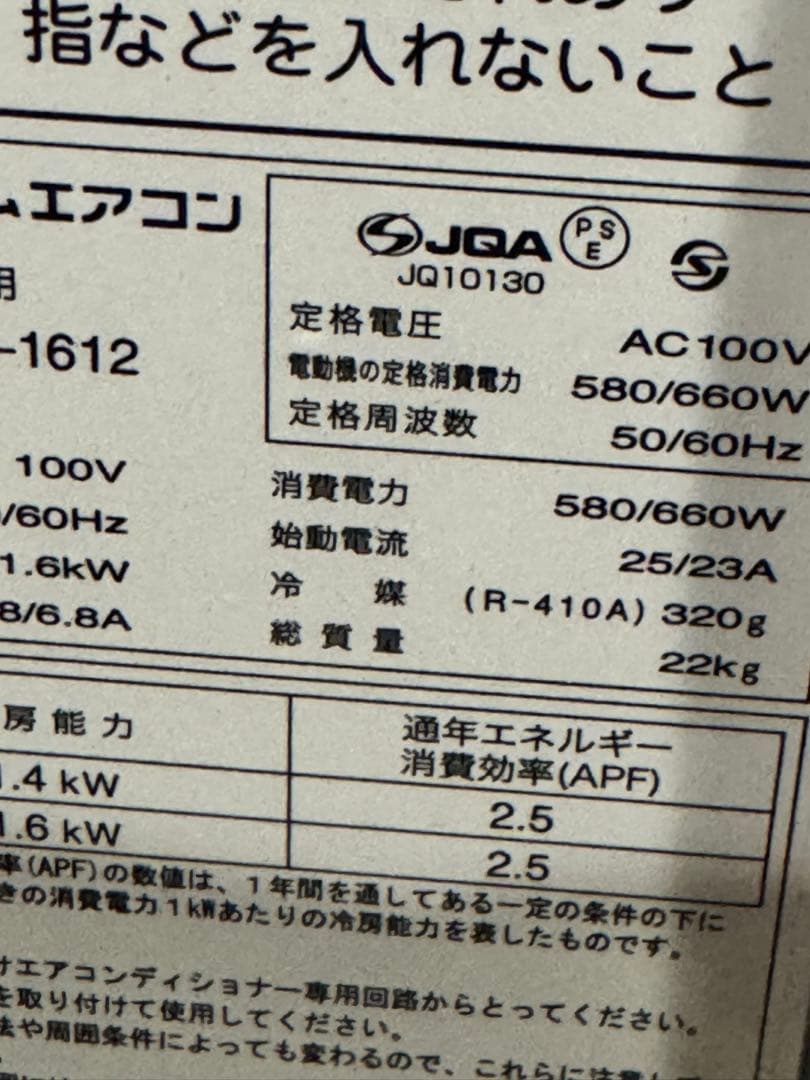 指などを入れないこと
ムエアコン
用
-1612
JQA PS E
JQ10130
定格電圧 AC100V
電動機の定格消費電力 580/660W
定格周波数 50/60Hz
100V
/60Hz
1.6kW
8/6.8A
消費電力 580/660W
始動電流 25/23A
冷媒 (R-410A) 320g
総質量 22kg
房能力 通年エネルギー
消費効率(APF)
1.4 kW 2.5
1.6 kW 2.5
率(APF)の数値は、1年間を通してある一定の条件の下に
きの消費電力1kWあたりの冷房能力を表したものです。
けエアコンディショナー専用回路からとってください。
を取り付けて使用してください。
法や周囲条件によっても変わるので、これらに注意して